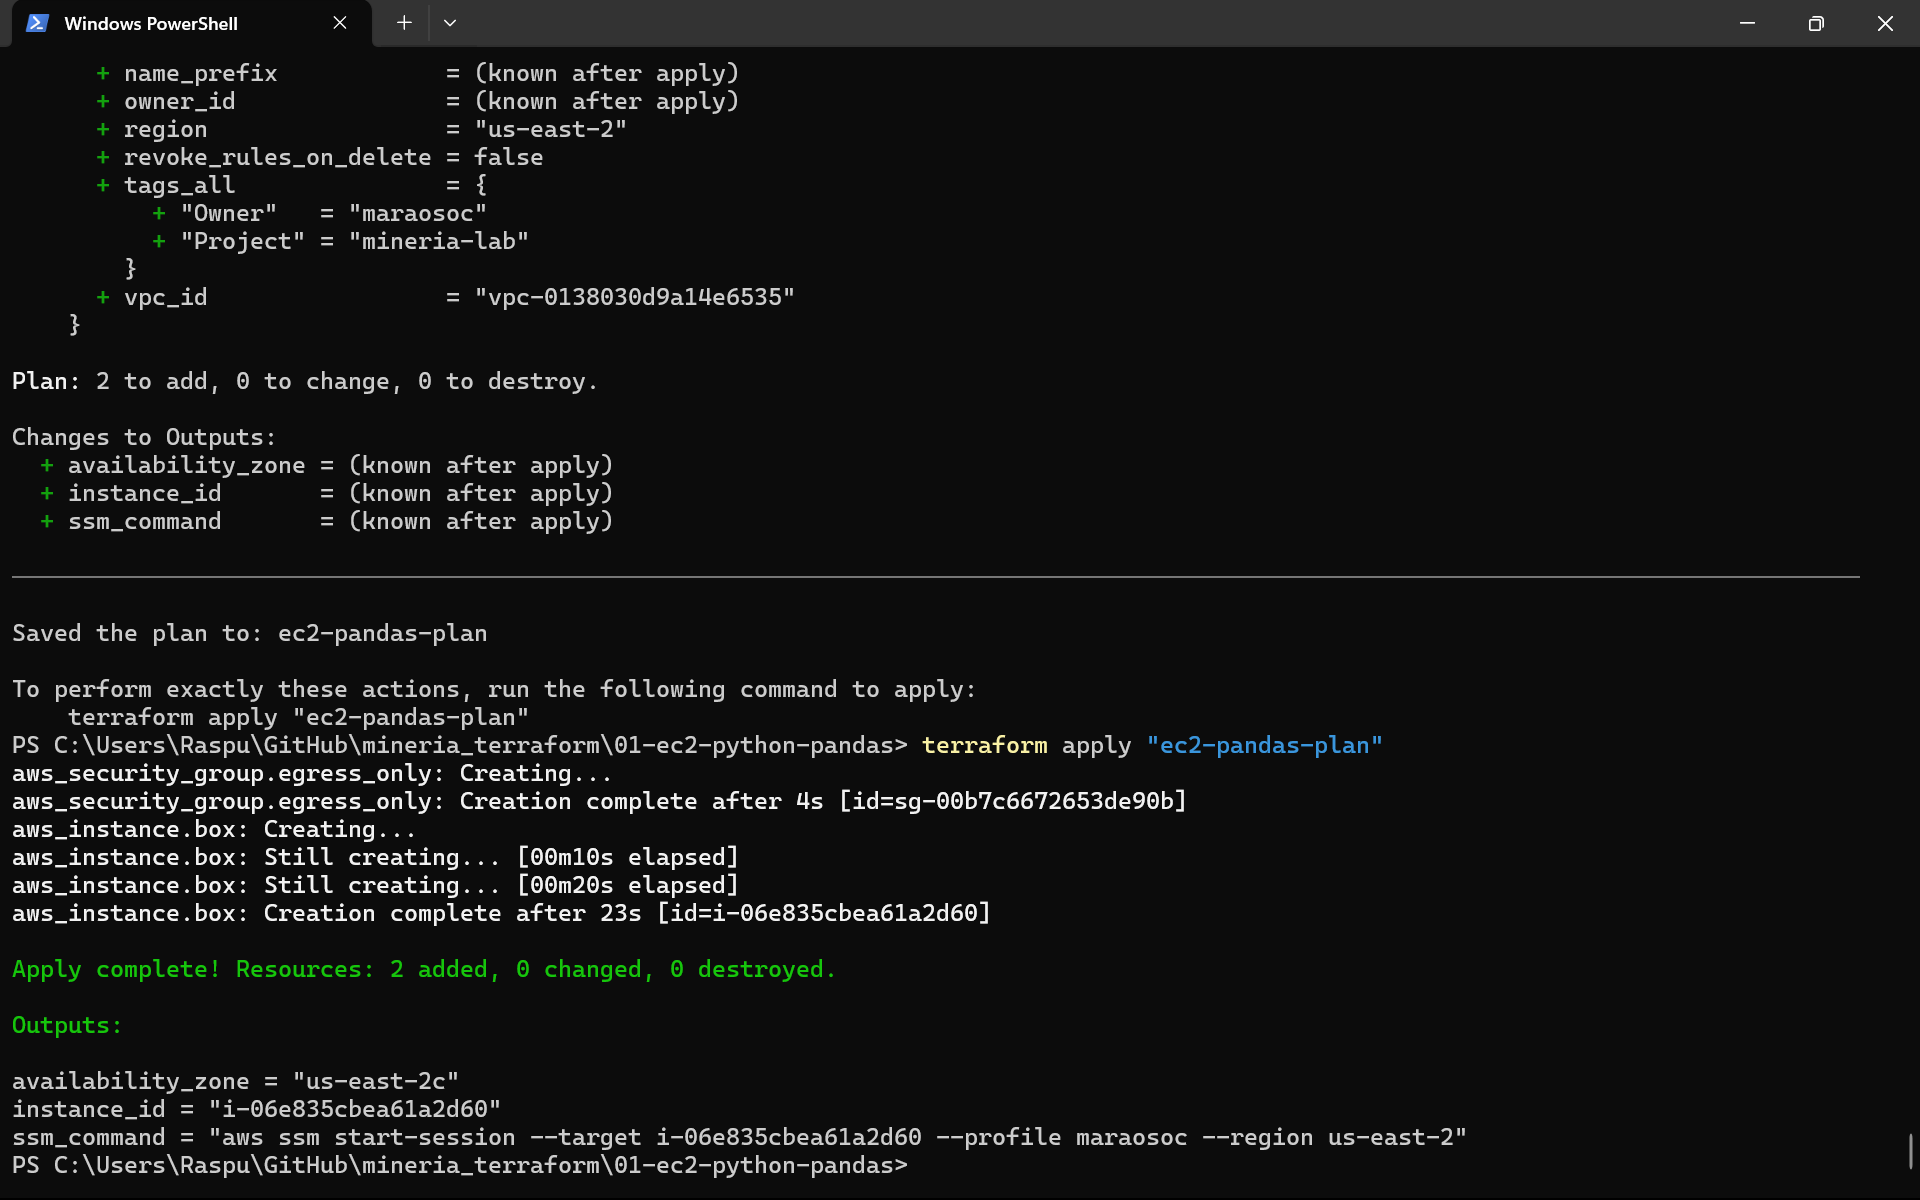 Windows PowerShell
      + name_prefix            = (known after apply)
      + owner_id               = (known after apply)
      + region                 = "us-east-2"
      + revoke_rules_on_delete = false
      + tags_all               = {
          + "Owner"   = "maraosoc"
          + "Project" = "mineria-lab"
        }
      + vpc_id                 = "vpc-0138030d9a14e6535"
    }
Plan: 2 to add, 0 to change, 0 to destroy.
Changes to Outputs:
  + availability_zone = (known after apply)
  + instance_id       = (known after apply)
  + ssm_command       = (known after apply)
Saved the plan to: ec2-pandas-plan
To perform exactly these actions, run the following command to apply:
    terraform apply "ec2-pandas-plan"
PS C:\Users\Raspu\GitHub\mineria_terraform\01-ec2-python-pandas> terraform apply "ec2-pandas-plan"
aws_security_group.egress_only: Creating...
aws_security_group.egress_only: Creation complete after 4s [id=sg-00b7c6672653de90b]
aws_instance.box: Creating...
aws_instance.box: Still creating... [00m10s elapsed]
aws_instance.box: Still creating... [00m20s elapsed]
aws_instance.box: Creation complete after 23s [id=i-06e835cbea61a2d60]
Apply complete! Resources: 2 added, 0 changed, 0 destroyed.
Outputs:
availability_zone = "us-east-2c"
instance_id = "i-06e835cbea61a2d60"
ssm_command = "aws ssm start-session --target i-06e835cbea61a2d60 --profile maraosoc --region us-east-2"
PS C:\Users\Raspu\GitHub\mineria_terraform\01-ec2-python-pandas>